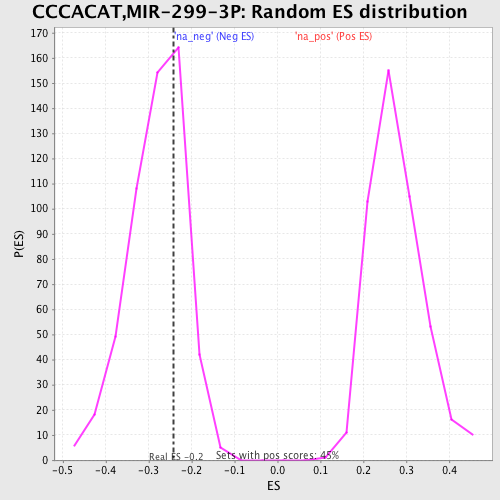 CCCACAT,MIR-299-3P: Random ES distribution
na_neg' (Neg ES)
'na_pos' (Pos ES)
170
160
150
140
130
120
110
100
90
80
70
60
50
40
30
20
10
0
P(ES)
Real ES -0.2
Sets with pos scores: 45%
-0.5 -0.4 -0.3 -0.2 -0.1 0.0 0.1 0.2 0.3 0.4
ES